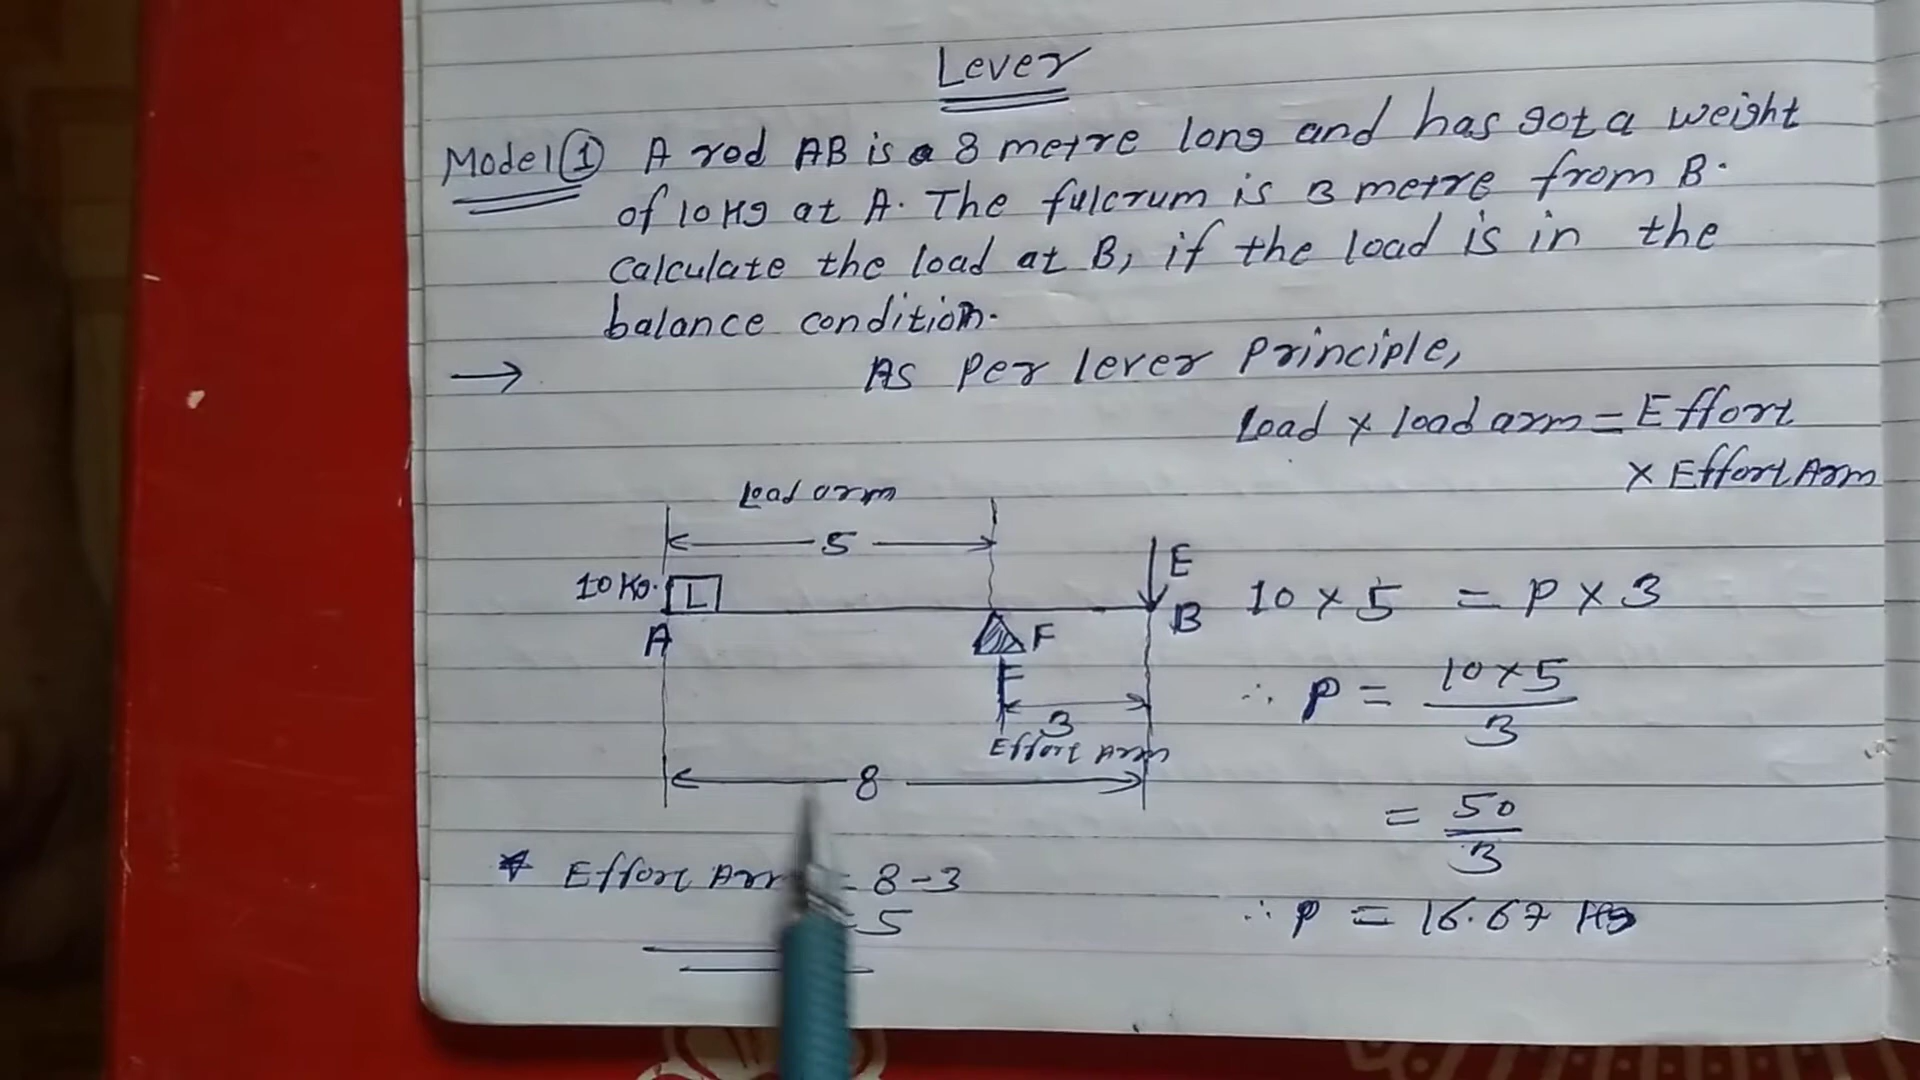 Lever
Model ① A rod AB is a 8 metre long and has got a weight
of 10 Kg at A. The fulcrum is 3 metre from B.
calculate the load at B, if the load is in the
balance condition.
→ As Per lever Principle,
Load × load arm = Effort
× Effort Arm
Load arm
5
10 Kg. L
E
A
F
B
3
Effort Arm
8
10 × 5 = P × 3
∴ P = 10×5
3
= 50
3
∴ P = 16.67 Kg
* Effort = 8-3
= 5